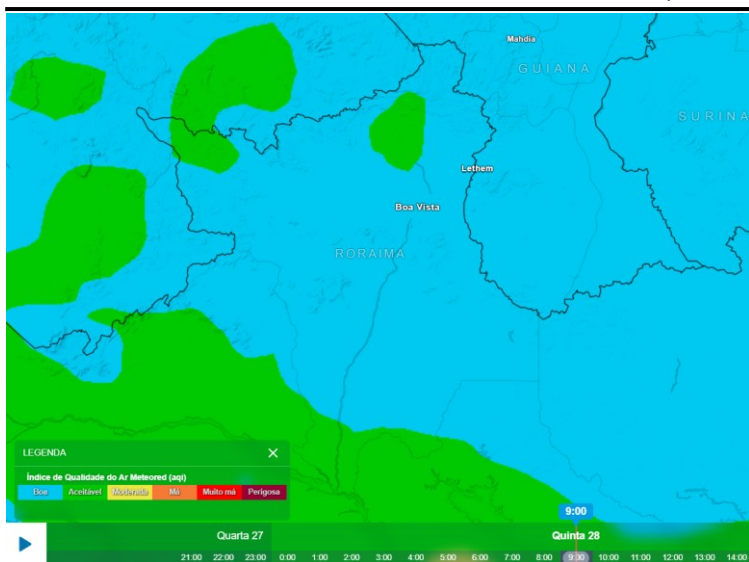 Mahdia
GUIANA
SURINA
Lethem
Boa Vista
RORAIMA
LEGENDA
Índice de Qualidade do Ar Meteored (aqi)
Boa Aceitável Moderada Má Muito má Perigosa
9:00
Quarta 27 Quinta 28
21:00 22:00 23:00 0:00 1:00 2:00 3:00 4:00 5:00 6:00 7:00 8:00 9:00 10:00 11:00 12:00 13:00 14:00